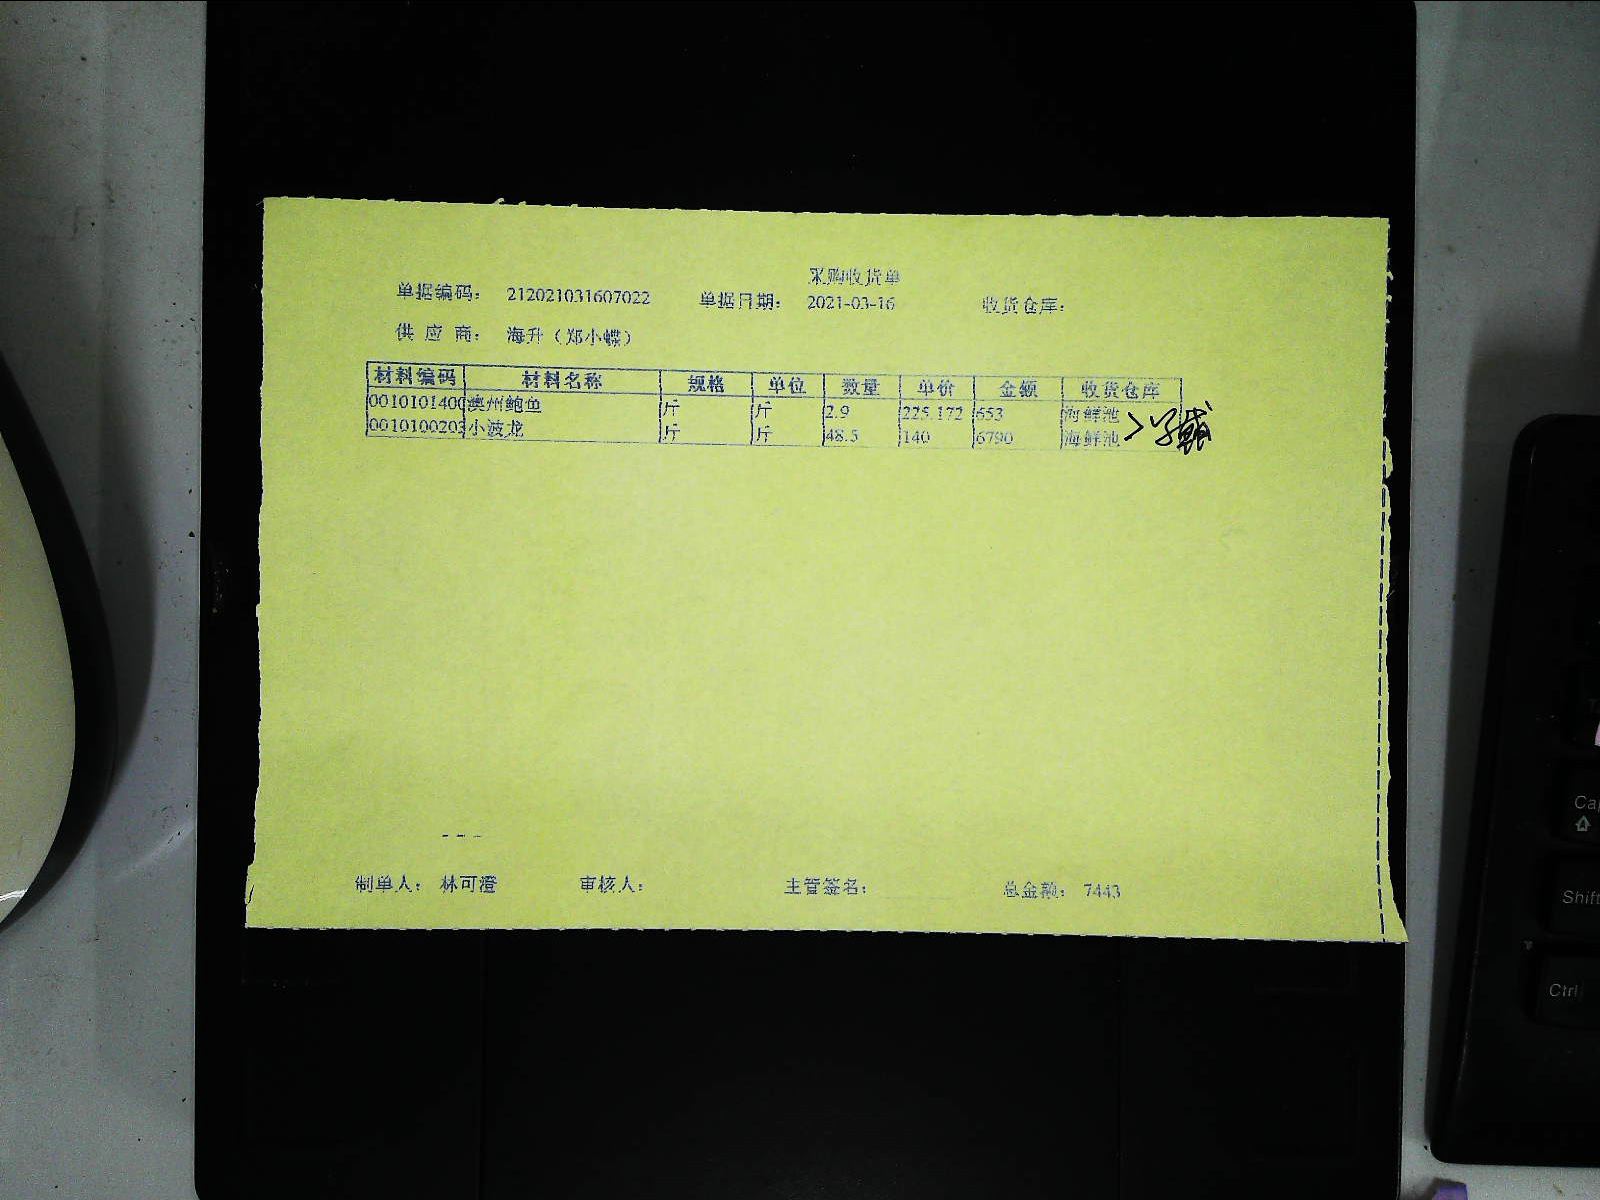 采购收货单
单据编码： 212021031607022 单据日期： 2021-03-16 收货仓库：
供 应 商： 海升（郑小蝶）
材料编码 材料名称 规格 单位 数量 单价 金额 收货仓库
0010101400 澳州鲍鱼 斤 斤 2.9 225.172 653 海鲜池
0010100203 小波龙 斤 斤 48.5 140 6790 海鲜池
制单人： 林可澄 审核人： 主管签名： 总金额： 7443
Cap
Shift
Ctrl